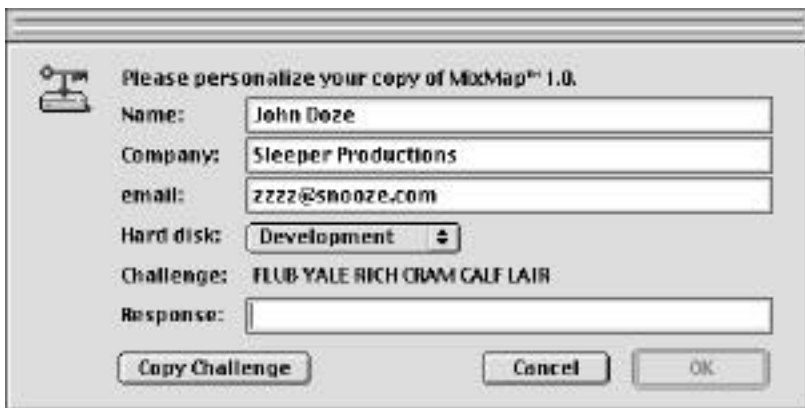 Please personalize your copy of MixMap™ 1.0.
Name: John Doze
Company: Sleeper Productions
email: zzzz@snooze.com
Hard disk: Development
Challenge: FLUB YALE RICH CRAM CALF LAIR
Response:
Copy Challenge Cancel OK